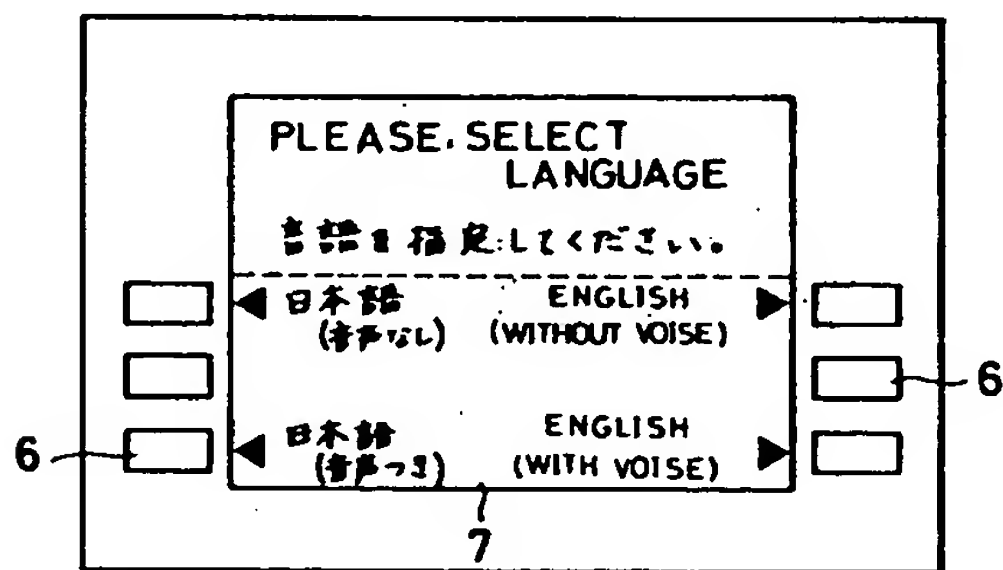 PLEASE. SELECT
LANGUAGE
言語を指定してください。
◀ 日本語 ENGLISH ▶
(音声なし) (WITHOUT VOISE)
6
6
◀ 日本語 ENGLISH ▶
(音声つき) (WITH VOISE)
7